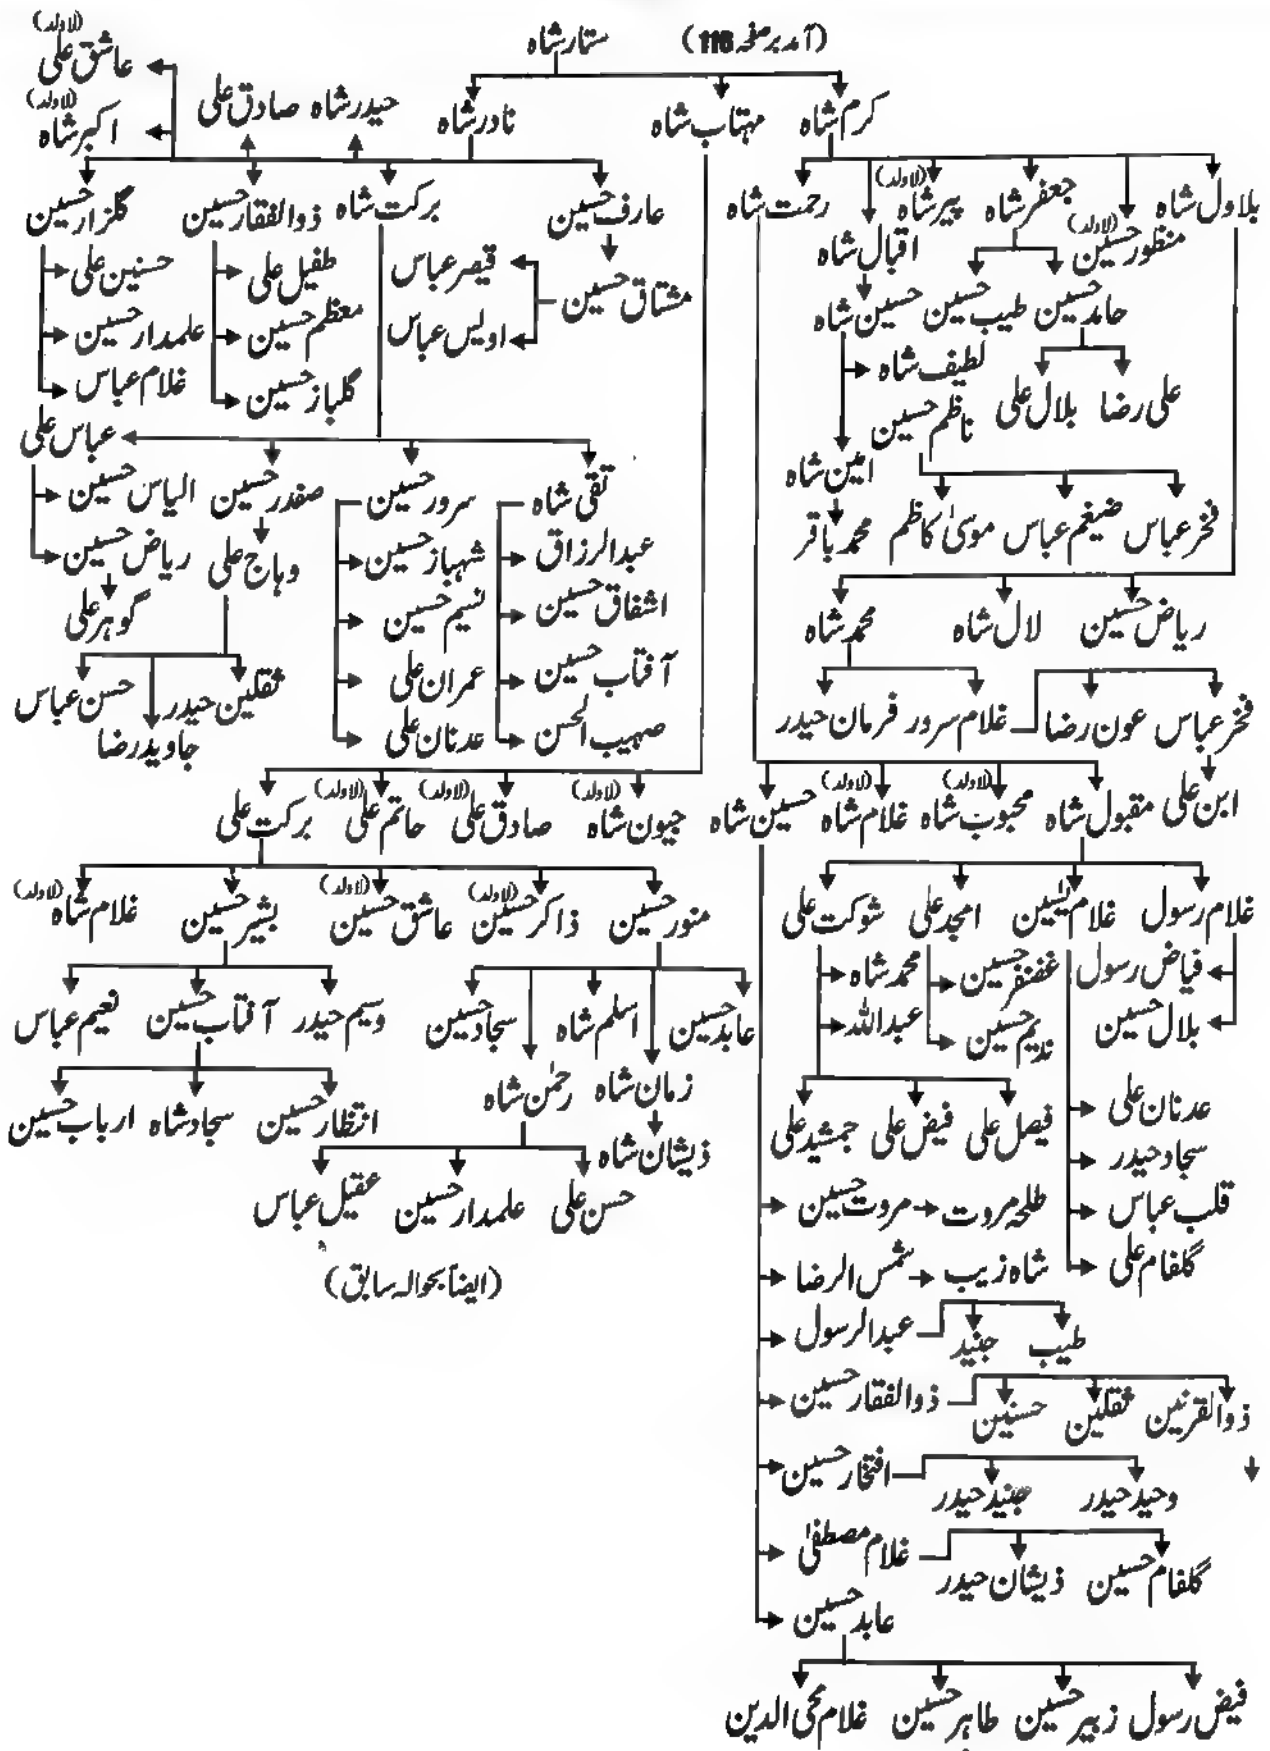 (آمد بر صفحہ 116) ستار شاہ عاشق علی (لاولد)
کرم شاہ مہتاب شاہ نادر شاہ حیدر شاہ صادق علی اکبر شاہ (لاولد)
بلاول شاہ منظور حسین (لاولد) جعفر شاہ پیر شاہ (لاولد) اقبال شاہ رحمت شاہ
عارف حسین برکت شاہ ذوالفقار حسین گلزار حسین
حامد حسین طیب حسین حسین شاہ مشتاق حسین قیصر عباس طفیل علی حسنین علی
اویس عباس معظم حسین علمدار حسین
علی رضا بلال علی لطیف شاہ گلباز حسین غلام عباس
ناظم حسین امین شاہ عباس علی
تقی شاہ سرور حسین صفدر حسین الیاس حسین
فخر عباس ضیغم عباس موسیٰ کاظم محمد باقر عبدالرزاق شہباز حسین وہاج علی ریاض حسین
ریاض حسین لال شاہ محمد شاہ اشفاق حسین نسیم حسین گوہر علی
آفتاب حسین عمران علی ثقلین حیدر حسن عباس
فخر عباس عون رضا غلام سرور فرمان حیدر صہیب الحسن عدنان علی جاوید رضا
ابن علی مقبول شاہ محبوب شاہ (لاولد) غلام شاہ (لاولد) حسین شاہ جیون شاہ (لاولد) صادق علی (لاولد) حاتم علی (لاولد) برکت علی
غلام رسول غلام یٰسین امجد علی شوکت علی منور حسین ذاکر حسین (لاولد) عاشق حسین (لاولد) بشیر حسین غلام شاہ (لاولد)
فیاض رسول غضنفر حسین محمد شاہ
بلال حسین ندیم حسین عبداللہ عابد حسین اسلم شاہ سجاد حسین وسیم حیدر آفتاب حسین نعیم عباس
زمان شاہ رحمٰن شاہ
عدنان علی فیصل علی فیض علی جمشید علی ذیشان شاہ انتظار حسین سجاد شاہ ارباب حسین
سجاد حیدر
قلب عباس طلحہ مروت مروت حسین حسن علی علمدار حسین عقیل عباس
گلفام علی شاہ زیب شمس الرضا (ایضاً بحوالہ سابق)
عبدالرسول طیب جنید
ذوالفقار حسین ذوالقرنین ثقلین حسنین
افتخار حسین وحید حیدر جنید حیدر
غلام مصطفیٰ گلفام حسین ذیشان حیدر
عابد حسین
فیض رسول زبیر حسین طاہر حسین غلام محی الدین